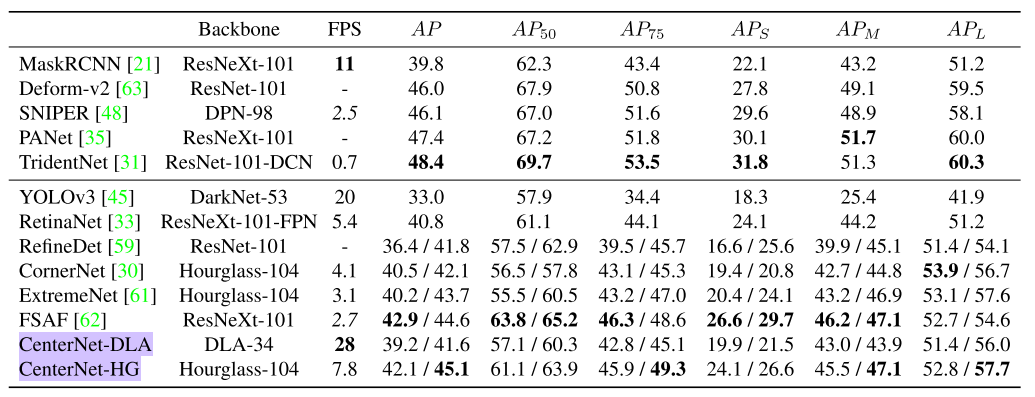 Backbone FPS AP AP50 AP75 APS APM APL
MaskRCNN [21] ResNeXt-101 11 39.8 62.3 43.4 22.1 43.2 51.2
Deform-v2 [63] ResNet-101 - 46.0 67.9 50.8 27.8 49.1 59.5
SNIPER [48] DPN-98 2.5 46.1 67.0 51.6 29.6 48.9 58.1
PANet [35] ResNeXt-101 - 47.4 67.2 51.8 30.1 51.7 60.0
TridentNet [31] ResNet-101-DCN 0.7 48.4 69.7 53.5 31.8 51.3 60.3
YOLOv3 [45] DarkNet-53 20 33.0 57.9 34.4 18.3 25.4 41.9
RetinaNet [33] ResNeXt-101-FPN 5.4 40.8 61.1 44.1 24.1 44.2 51.2
RefineDet [59] ResNet-101 - 36.4 / 41.8 57.5 / 62.9 39.5 / 45.7 16.6 / 25.6 39.9 / 45.1 51.4 / 54.1
CornerNet [30] Hourglass-104 4.1 40.5 / 42.1 56.5 / 57.8 43.1 / 45.3 19.4 / 20.8 42.7 / 44.8 53.9 / 56.7
ExtremeNet [61] Hourglass-104 3.1 40.2 / 43.7 55.5 / 60.5 43.2 / 47.0 20.4 / 24.1 43.2 / 46.9 53.1 / 57.6
FSAF [62] ResNeXt-101 2.7 42.9 / 44.6 63.8 / 65.2 46.3 / 48.6 26.6 / 29.7 46.2 / 47.1 52.7 / 54.6
CenterNet-DLA DLA-34 28 39.2 / 41.6 57.1 / 60.3 42.8 / 45.1 19.9 / 21.5 43.0 / 43.9 51.4 / 56.0
CenterNet-HG Hourglass-104 7.8 42.1 / 45.1 61.1 / 63.9 45.9 / 49.3 24.1 / 26.6 45.5 / 47.1 52.8 / 57.7